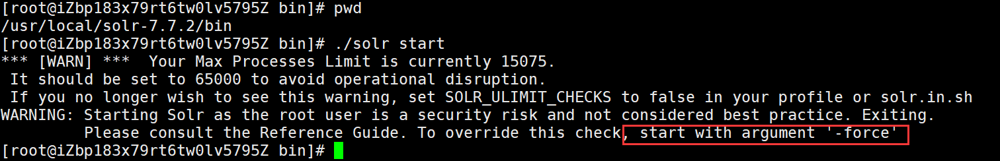 [root@iZbp183x79rt6tw0lv5795Z bin]# pwd
/usr/local/solr-7.7.2/bin
[root@iZbp183x79rt6tw0lv5795Z bin]# ./solr start
*** [WARN] ***  Your Max Processes Limit is currently 15075.
 It should be set to 65000 to avoid operational disruption.
 If you no longer wish to see this warning, set SOLR_ULIMIT_CHECKS to false in your profile or solr.in.sh
WARNING: Starting Solr as the root user is a security risk and not considered best practice. Exiting.
         Please consult the Reference Guide. To override this check, start with argument '-force'
[root@iZbp183x79rt6tw0lv5795Z bin]#